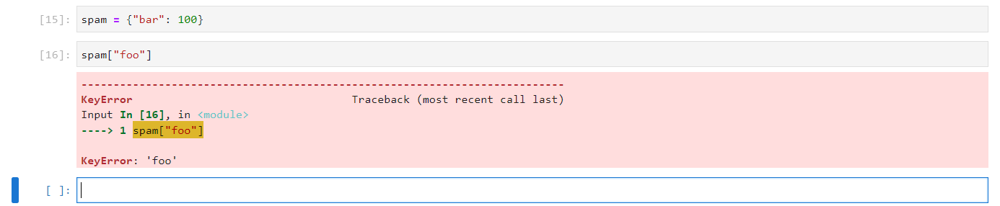 [15]: spam = {"bar": 100}
[16]: spam["foo"]
---------------------------------------------------------------------------
KeyError                                  Traceback (most recent call last)
Input In [16], in <module>
----> 1 spam["foo"]
KeyError: 'foo'
[ ]: